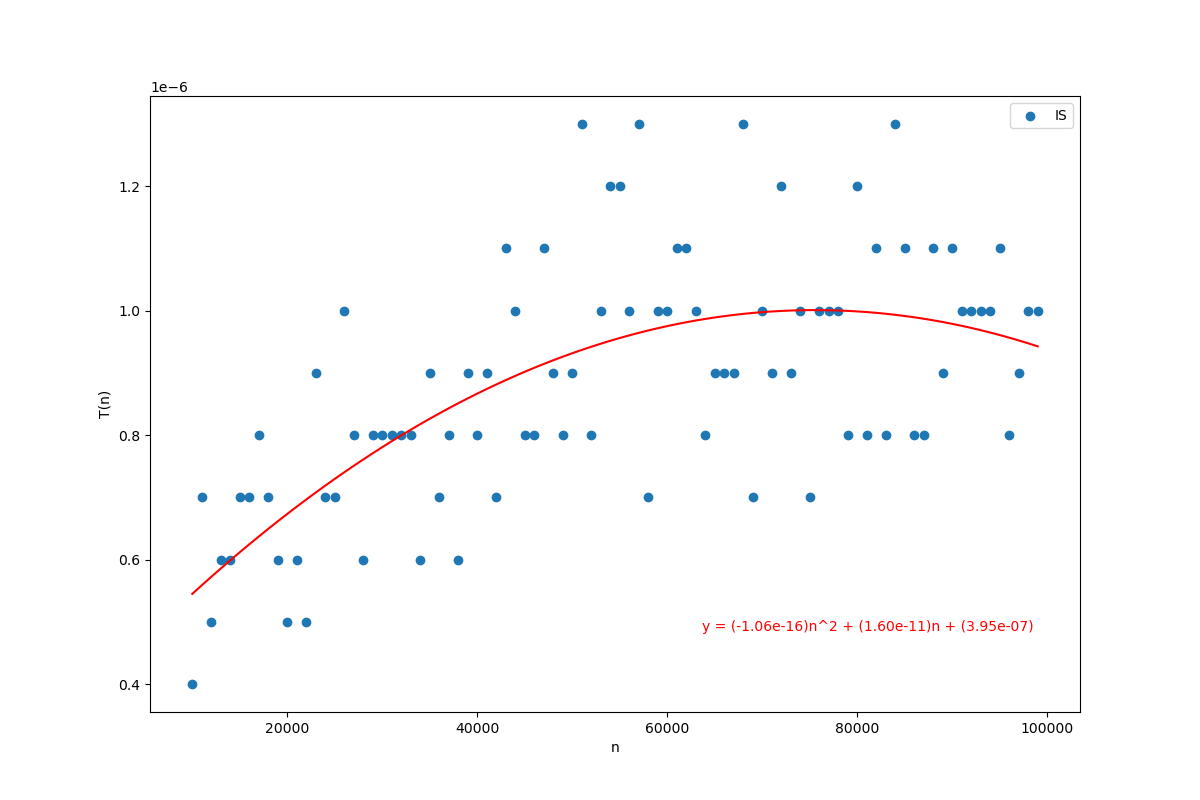 1e−6
IS
1.2
1.0
0.8
0.6
0.4
T(n)
y = (-1.06e-16)n^2 + (1.60e-11)n + (3.95e-07)
20000 40000 60000 80000 100000
n